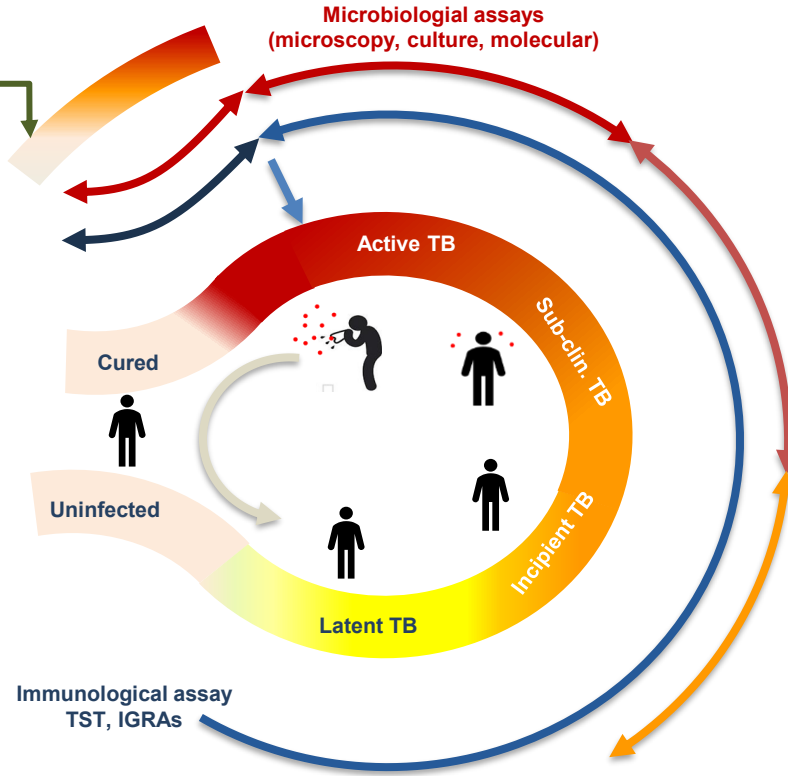 Microbiologial assays
(microscopy, culture, molecular)
Active TB
Sub-clin. TB
Cured
Uninfected
Incipient TB
Latent TB
Immunological assay
TST, IGRAs